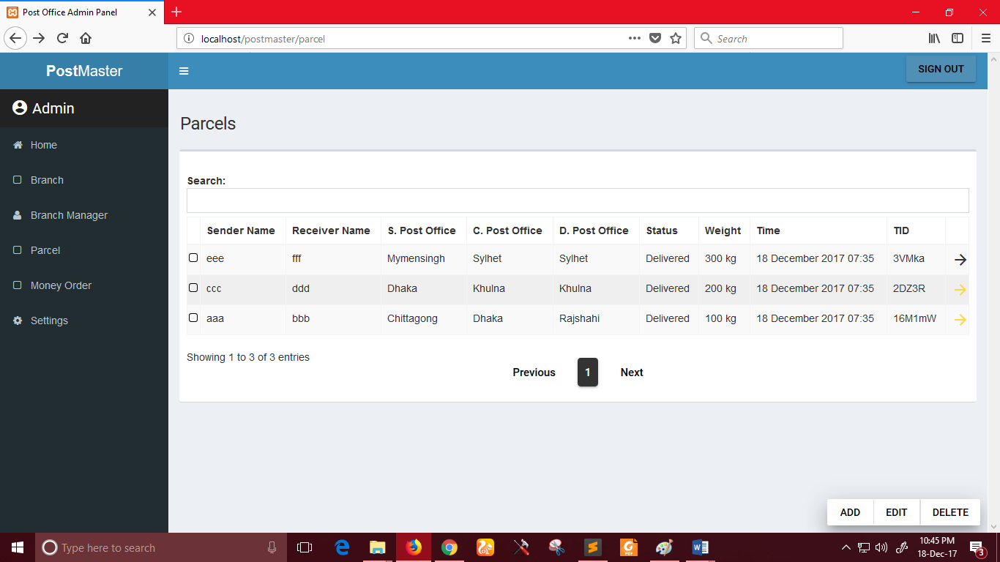 Post Office Admin Panel
localhost/postmaster/parcel
Search
PostMaster
SIGN OUT
Admin
Home
Branch
Branch Manager
Parcel
Money Order
Settings
Parcels
Search:
Sender Name Receiver Name S. Post Office C. Post Office D. Post Office Status Weight Time TID
eee fff Mymensingh Sylhet Sylhet Delivered 300 kg 18 December 2017 07:35 3VMka
ccc ddd Dhaka Khulna Khulna Delivered 200 kg 18 December 2017 07:35 2DZ3R
aaa bbb Chittagong Dhaka Rajshahi Delivered 100 kg 18 December 2017 07:35 16M1mW
Showing 1 to 3 of 3 entries
Previous 1 Next
ADD EDIT DELETE
Type here to search
10:45 PM
18-Dec-17
3